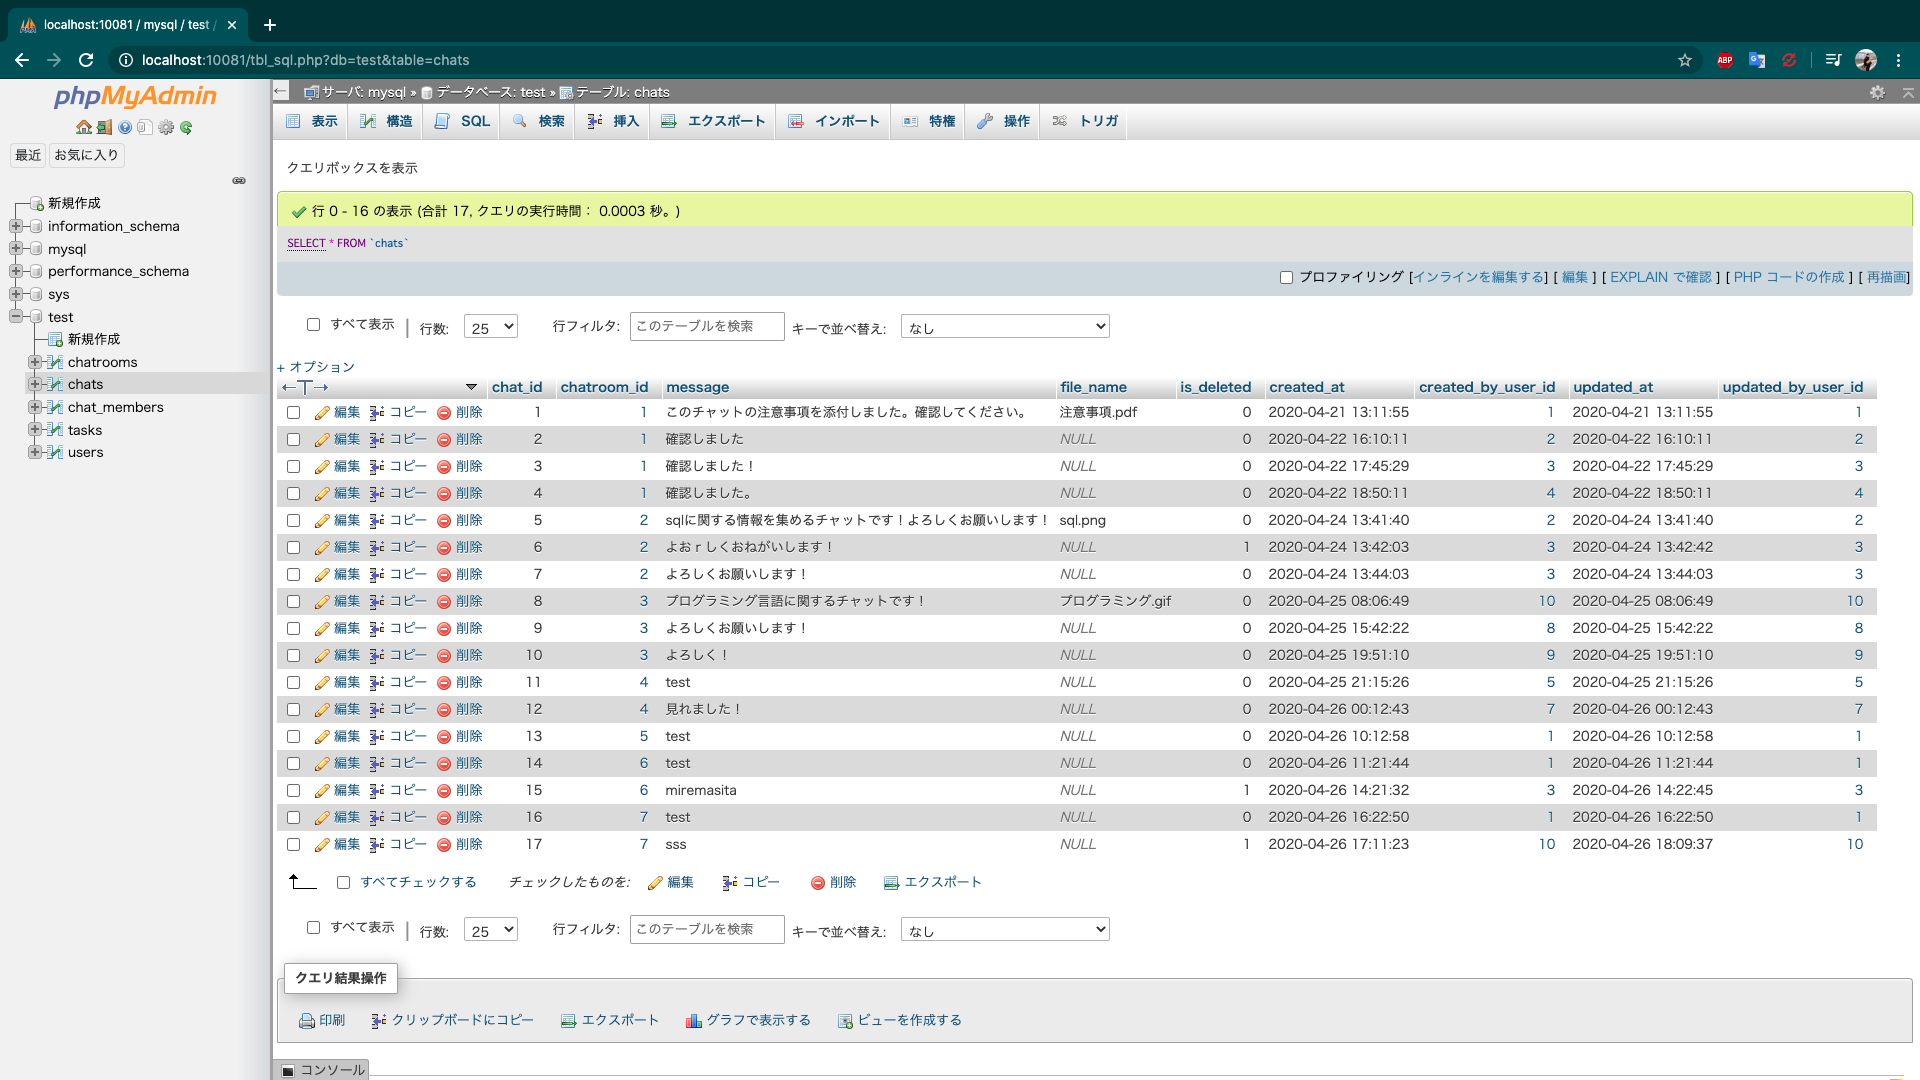 localhost:10081 / mysql / test /
localhost:10081/tbl_sql.php?db=test&table=chats
ABP
phpMyAdmin
最近 お気に入り
新規作成
information_schema
mysql
performance_schema
sys
test
新規作成
chatrooms
chats
chat_members
tasks
users
サーバ: mysql » データベース: test » テーブル: chats
表示 構造 SQL 検索 挿入 エクスポート インポート 特権 操作 トリガ
クエリボックスを表示
行 0 - 16 の表示 (合計 17, クエリの実行時間： 0.0003 秒。)
SELECT * FROM `chats`
プロファイリング [インラインを編集する] [ 編集 ] [ EXPLAIN で確認 ] [ PHP コードの作成 ] [ 再描画]
すべて表示 | 行数: 25 行フィルタ: このテーブルを検索 キーで並べ替え: なし
+ オプション
←T→ chat_id chatroom_id message file_name is_deleted created_at created_by_user_id updated_at updated_by_user_id
編集 コピー 削除 1 1 このチャットの注意事項を添付しました。確認してください。 注意事項.pdf 0 2020-04-21 13:11:55 1 2020-04-21 13:11:55 1
編集 コピー 削除 2 1 確認しました NULL 0 2020-04-22 16:10:11 2 2020-04-22 16:10:11 2
編集 コピー 削除 3 1 確認しました！ NULL 0 2020-04-22 17:45:29 3 2020-04-22 17:45:29 3
編集 コピー 削除 4 1 確認しました。 NULL 0 2020-04-22 18:50:11 4 2020-04-22 18:50:11 4
編集 コピー 削除 5 2 sqlに関する情報を集めるチャットです！よろしくお願いします！ sql.png 0 2020-04-24 13:41:40 2 2020-04-24 13:41:40 2
編集 コピー 削除 6 2 よおｒしくおねがいします！ NULL 1 2020-04-24 13:42:03 3 2020-04-24 13:42:42 3
編集 コピー 削除 7 2 よろしくお願いします！ NULL 0 2020-04-24 13:44:03 3 2020-04-24 13:44:03 3
編集 コピー 削除 8 3 プログラミング言語に関するチャットです！ プログラミング.gif 0 2020-04-25 08:06:49 10 2020-04-25 08:06:49 10
編集 コピー 削除 9 3 よろしくお願いします！ NULL 0 2020-04-25 15:42:22 8 2020-04-25 15:42:22 8
編集 コピー 削除 10 3 よろしく！ NULL 0 2020-04-25 19:51:10 9 2020-04-25 19:51:10 9
編集 コピー 削除 11 4 test NULL 0 2020-04-25 21:15:26 5 2020-04-25 21:15:26 5
編集 コピー 削除 12 4 見れました！ NULL 0 2020-04-26 00:12:43 7 2020-04-26 00:12:43 7
編集 コピー 削除 13 5 test NULL 0 2020-04-26 10:12:58 1 2020-04-26 10:12:58 1
編集 コピー 削除 14 6 test NULL 0 2020-04-26 11:21:44 1 2020-04-26 11:21:44 1
編集 コピー 削除 15 6 miremasita NULL 1 2020-04-26 14:21:32 3 2020-04-26 14:22:45 3
編集 コピー 削除 16 7 test NULL 0 2020-04-26 16:22:50 1 2020-04-26 16:22:50 1
編集 コピー 削除 17 7 sss NULL 1 2020-04-26 17:11:23 10 2020-04-26 18:09:37 10
すべてチェックする チェックしたものを: 編集 コピー 削除 エクスポート
すべて表示 | 行数: 25 行フィルタ: このテーブルを検索 キーで並べ替え: なし
クエリ結果操作
印刷 クリップボードにコピー エクスポート グラフで表示する ビューを作成する
コンソール